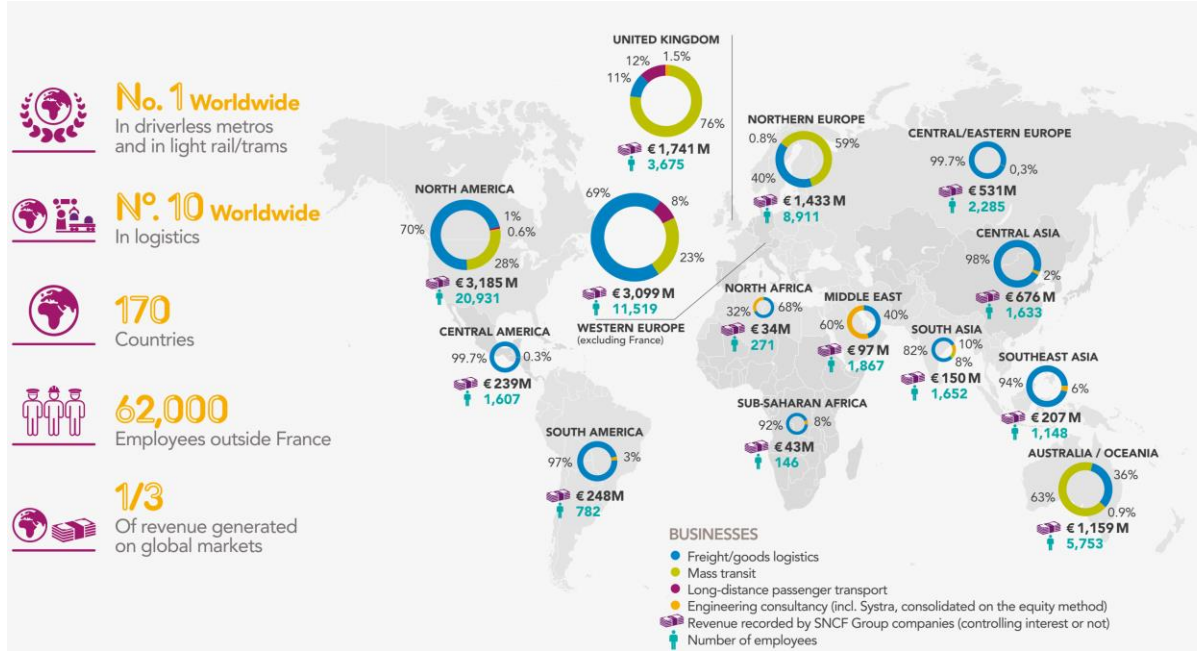 No. 1 Worldwide
In driverless metros
and in light rail/trams
N°. 10 Worldwide
In logistics
170
Countries
62,000
Employees outside France
1/3
Of revenue generated
on global markets
UNITED KINGDOM
12% 1.5%
11%
76%
€ 1,741 M
3,675
NORTHERN EUROPE
0.8% 59%
40%
€ 1,433 M
8,911
CENTRAL/EASTERN EUROPE
99.7% 0,3%
€ 531M
2,285
NORTH AMERICA
70% 1%
0.6%
28%
€ 3,185 M
20,931
69% 8%
23%
€ 3,099 M
11,519
WESTERN EUROPE
(excluding France)
CENTRAL ASIA
98%
2%
€ 676 M
1,633
NORTH AFRICA
32% 68%
€ 34M
271
MIDDLE EAST
60% 40%
€ 97 M
1,867
SOUTH ASIA
82% 10%
8%
€ 150 M
1,652
SOUTHEAST ASIA
94% 6%
€ 207 M
1,148
CENTRAL AMERICA
99.7% 0.3%
€ 239M
1,607
SUB-SAHARAN AFRICA
92% 8%
€ 43M
146
SOUTH AMERICA
97% 3%
€ 248M
782
AUSTRALIA / OCEANIA
63% 36%
0.9%
€ 1,159 M
5,753
BUSINESSES
Freight/goods logistics
Mass transit
Long-distance passenger transport
Engineering consultancy (incl. Systra, consolidated on the equity method)
Revenue recorded by SNCF Group companies (controlling interest or not)
Number of employees